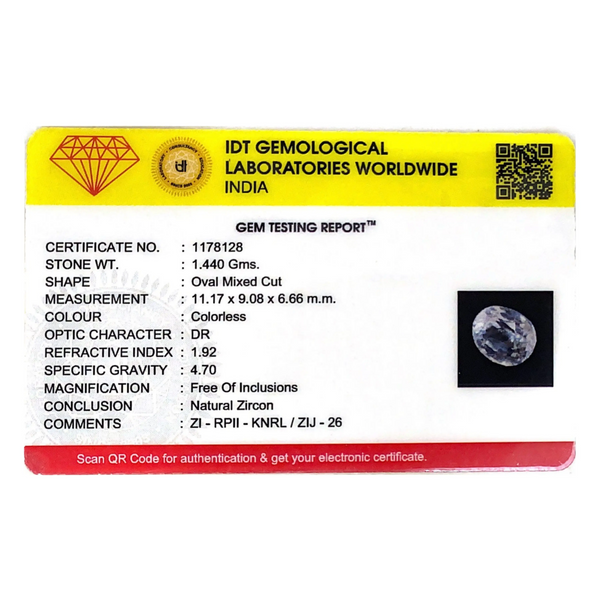 IDT GEMOLOGICAL
LABORATORIES WORLDWIDE
INDIA
GEM TESTING REPORT™
CERTIFICATE NO. : 1178128
STONE WT. : 1.440 Gms.
SHAPE : Oval Mixed Cut
MEASUREMENT : 11.17 x 9.08 x 6.66 m.m.
COLOUR : Colorless
OPTIC CHARACTER : DR
REFRACTIVE INDEX : 1.92
SPECIFIC GRAVITY : 4.70
MAGNIFICATION : Free Of Inclusions
CONCLUSION : Natural Zircon
COMMENTS : ZI - RPII - KNRL / ZIJ - 26
Scan QR Code for authentication & get your electronic certificate.